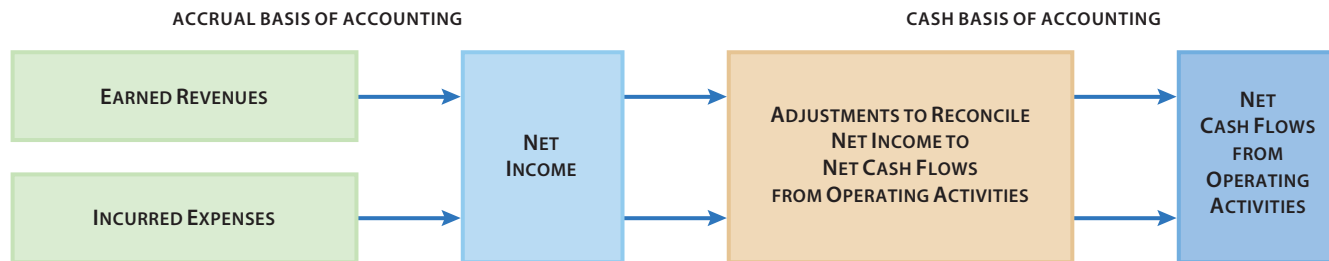 ACCRUAL BASIS OF ACCOUNTING
CASH BASIS OF ACCOUNTING
EARNED REVENUES
INCURRED EXPENSES
NET
INCOME
ADJUSTMENTS TO RECONCILE
NET INCOME TO
NET CASH FLOWS
FROM OPERATING ACTIVITIES
NET
CASH FLOWS
FROM
OPERATING
ACTIVITIES